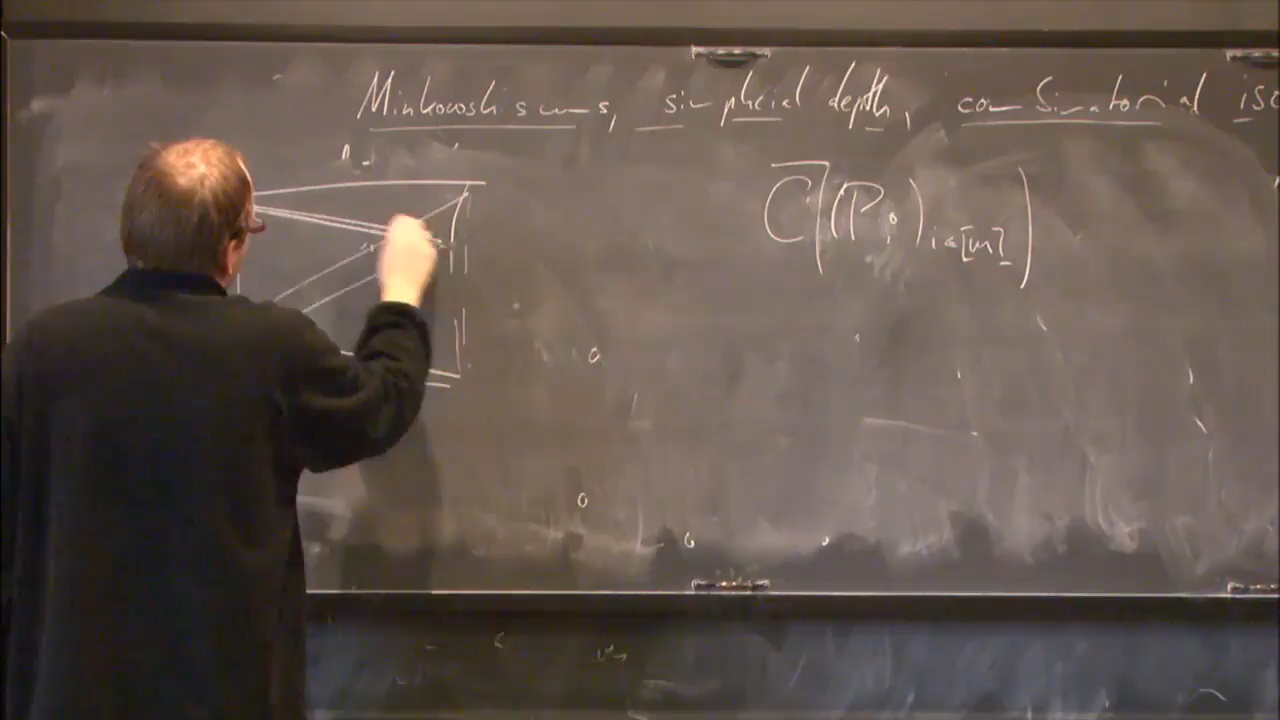 Minkowski sums, simplicial depth, combinatorial iso
C((P_i)_{i∈[m]})